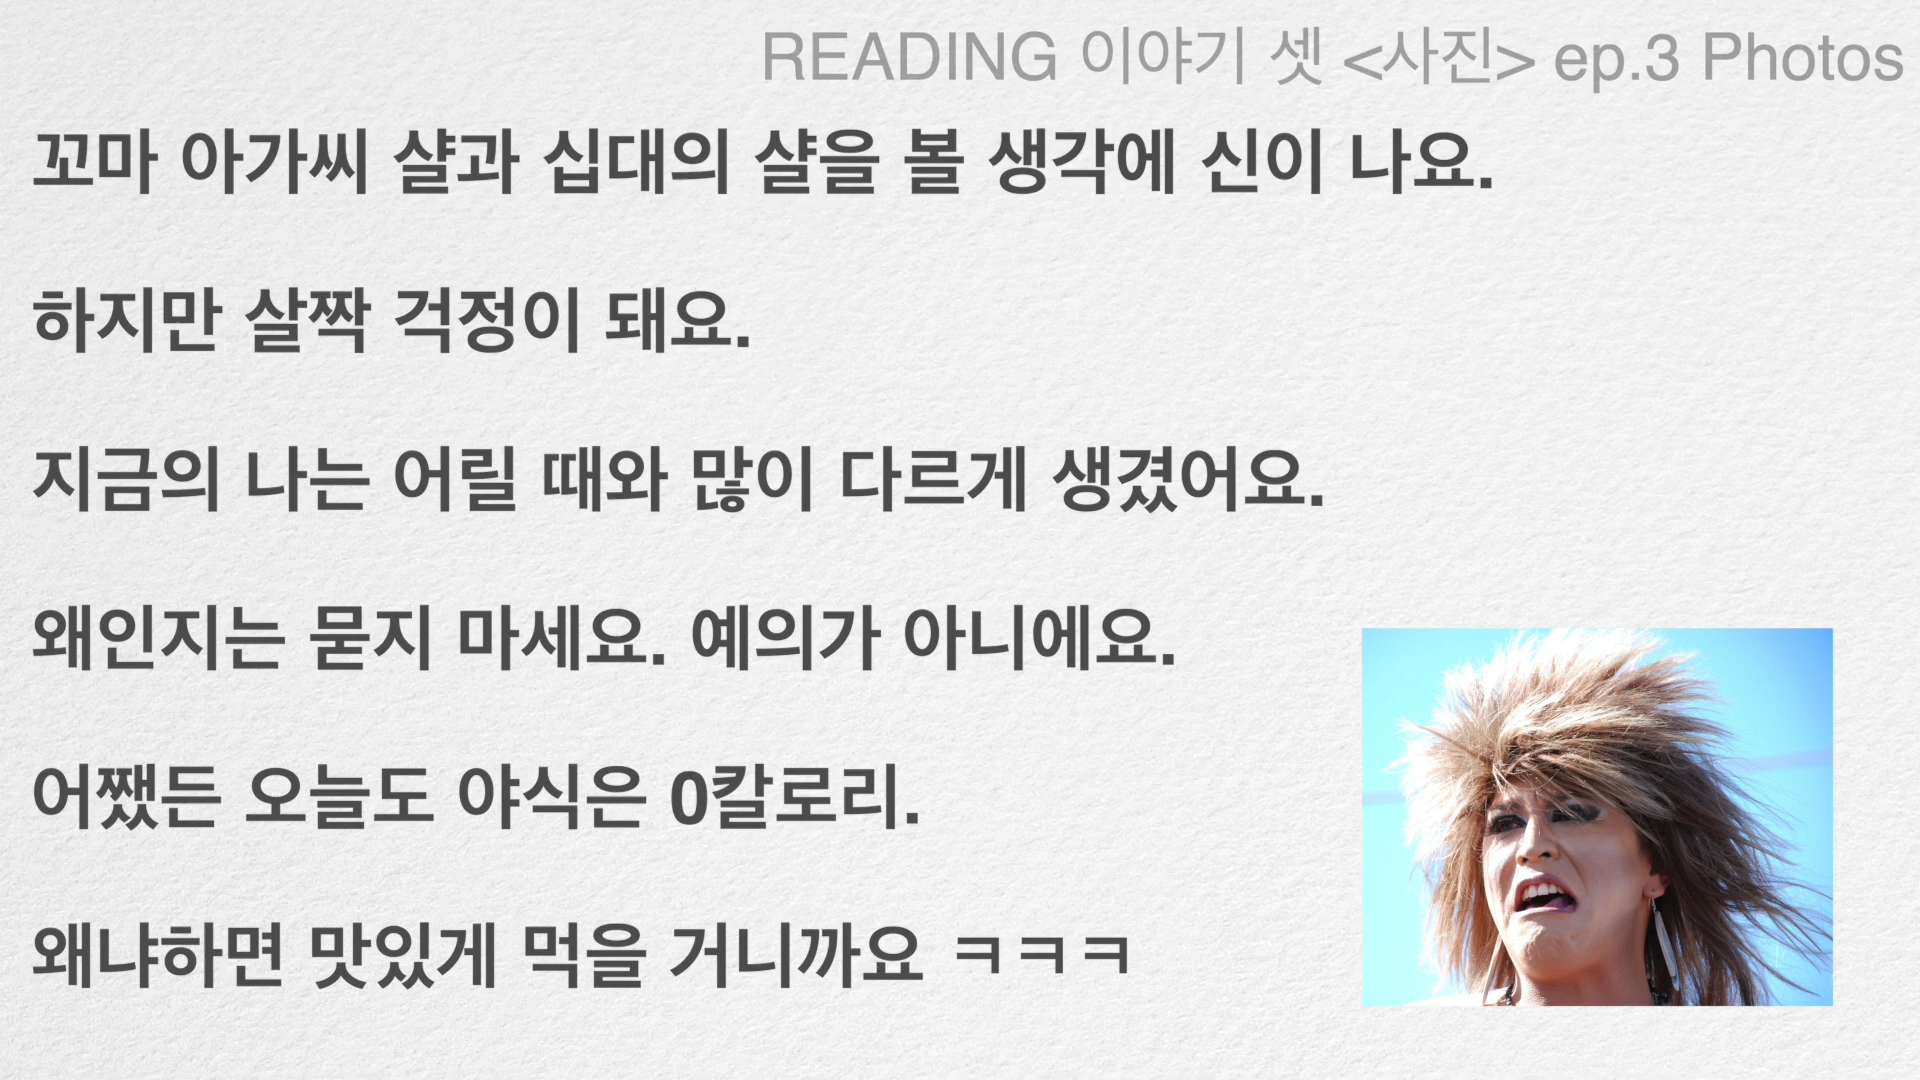 READING 이야기 셋 <사진> ep.3 Photos
꼬마 아가씨 샬과 십대의 샬을 볼 생각에 신이 나요.
하지만 살짝 걱정이 돼요.
지금의 나는 어릴 때와 많이 다르게 생겼어요.
왜인지는 묻지 마세요. 예의가 아니에요.
어쨌든 오늘도 야식은 0칼로리.
왜냐하면 맛있게 먹을 거니까요 ㅋㅋㅋ